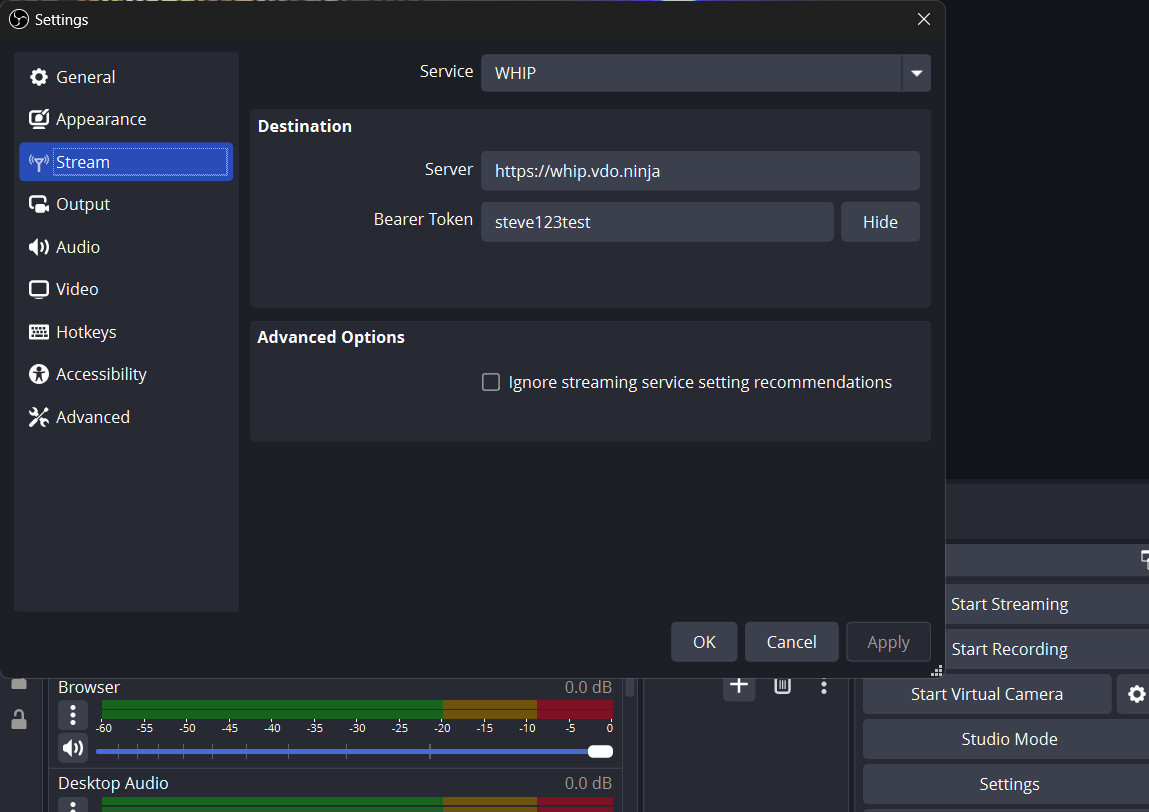 Settings
General
Appearance
Stream
Output
Audio
Video
Hotkeys
Accessibility
Advanced
Service WHIP
Destination
Server https://whip.vdo.ninja
Bearer Token steve123test Hide
Advanced Options
Ignore streaming service setting recommendations
OK Cancel Apply
Start Streaming
Start Recording
Start Virtual Camera
Studio Mode
Settings
Browser 0.0 dB
-60 -55 -50 -45 -40 -35 -30 -25 -20 -15 -10 -5 0
Desktop Audio 0.0 dB